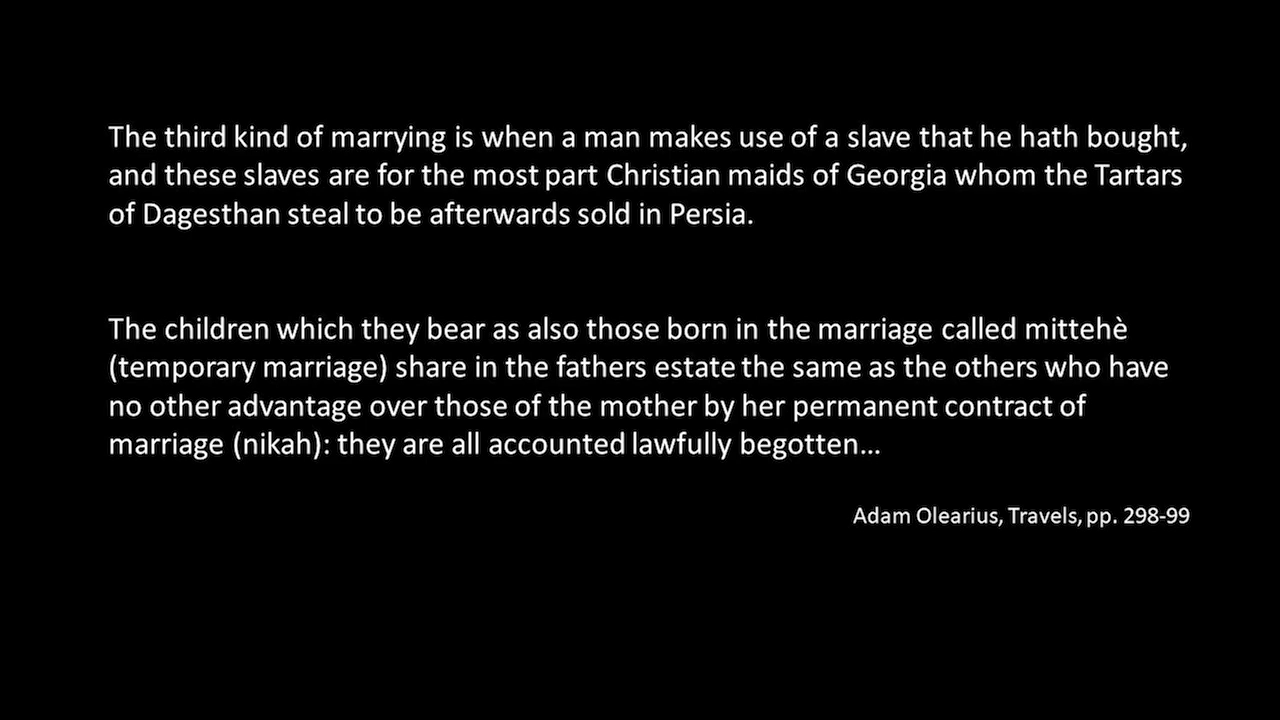 The third kind of marrying is when a man makes use of a slave that he hath bought,
and these slaves are for the most part Christian maids of Georgia whom the Tartars
of Dagesthan steal to be afterwards sold in Persia.
The children which they bear as also those born in the marriage called mittehè
(temporary marriage) share in the fathers estate the same as the others who have
no other advantage over those of the mother by her permanent contract of
marriage (nikah): they are all accounted lawfully begotten...
Adam Olearius, Travels, pp. 298-99